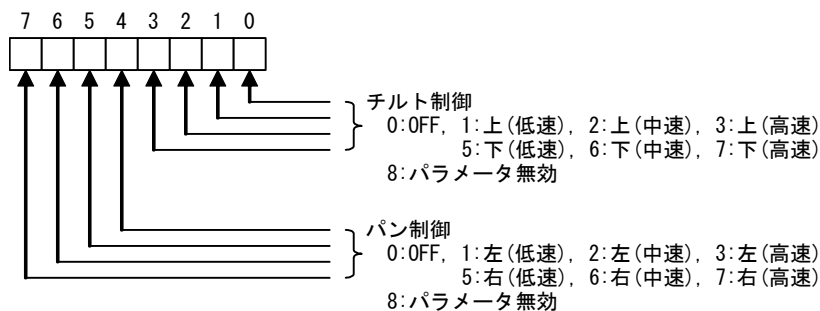 7 6 5 4 3 2 1 0
チルト制御
0:OFF, 1:上(低速), 2:上(中速), 3:上(高速)
5:下(低速), 6:下(中速), 7:下(高速)
8:パラメータ無効
パン制御
0:OFF, 1:左(低速), 2:左(中速), 3:左(高速)
5:右(低速), 6:右(中速), 7:右(高速)
8:パラメータ無効